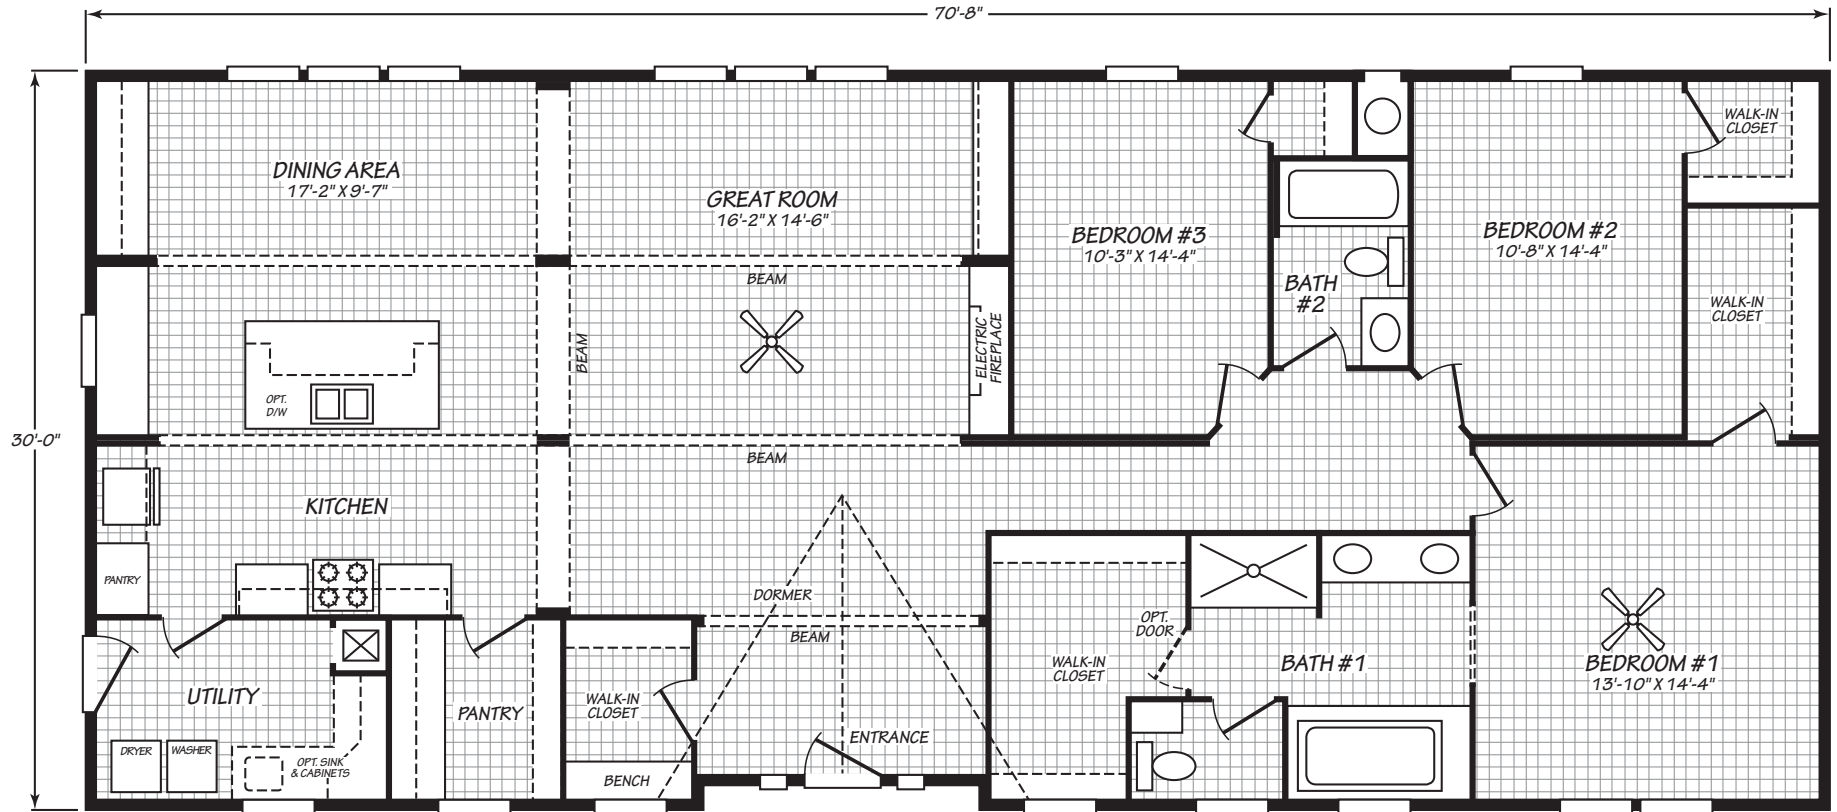 70'-8"
30'-0"
DINING AREA
17'-2" X 9'-7"
GREAT ROOM
16'-2" X 14'-6"
BEDROOM #3
10'-3" X 14'-4"
BEDROOM #2
10'-8" X 14'-4"
WALK-IN
CLOSET
BATH
#2
WALK-IN
CLOSET
BEAM
BEAM
ELECTRIC
FIREPLACE
OPT.
D/W
BEAM
KITCHEN
PANTRY
DORMER
BEAM
OPT.
DOOR
WALK-IN
CLOSET
BATH #1
BEDROOM #1
13'-10" X 14'-4"
UTILITY
PANTRY
WALK-IN
CLOSET
ENTRANCE
DRYER
WASHER
OPT. SINK
& CABINETS
BENCH